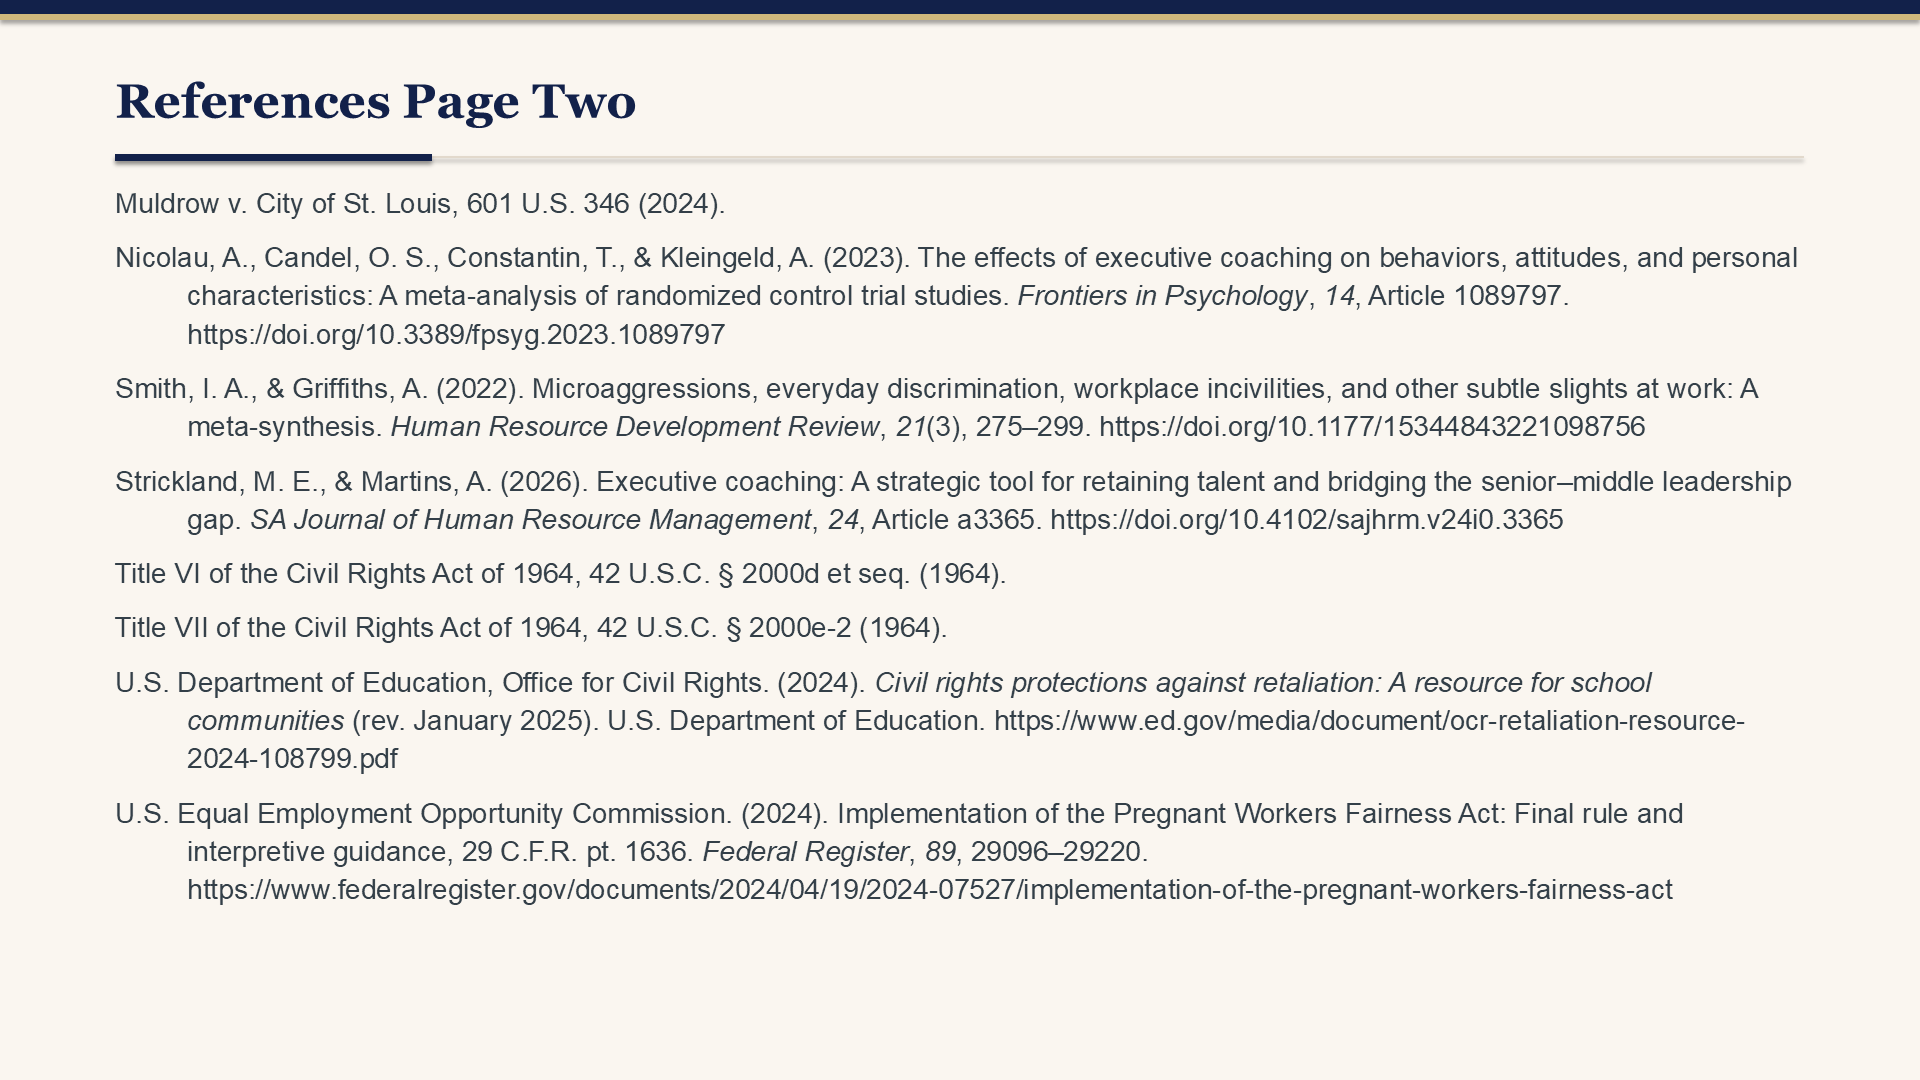 References Page Two
Muldrow v. City of St. Louis, 601 U.S. 346 (2024).
Nicolau, A., Candel, O. S., Constantin, T., & Kleingeld, A. (2023). The effects of executive coaching on behaviors, attitudes, and personal
characteristics: A meta-analysis of randomized control trial studies. Frontiers in Psychology, 14, Article 1089797.
https://doi.org/10.3389/fpsyg.2023.1089797
Smith, I. A., & Griffiths, A. (2022). Microaggressions, everyday discrimination, workplace incivilities, and other subtle slights at work: A
meta-synthesis. Human Resource Development Review, 21(3), 275–299. https://doi.org/10.1177/15344843221098756
Strickland, M. E., & Martins, A. (2026). Executive coaching: A strategic tool for retaining talent and bridging the senior–middle leadership
gap. SA Journal of Human Resource Management, 24, Article a3365. https://doi.org/10.4102/sajhrm.v24i0.3365
Title VI of the Civil Rights Act of 1964, 42 U.S.C. § 2000d et seq. (1964).
Title VII of the Civil Rights Act of 1964, 42 U.S.C. § 2000e-2 (1964).
U.S. Department of Education, Office for Civil Rights. (2024). Civil rights protections against retaliation: A resource for school
communities (rev. January 2025). U.S. Department of Education. https://www.ed.gov/media/document/ocr-retaliation-resource-
2024-108799.pdf
U.S. Equal Employment Opportunity Commission. (2024). Implementation of the Pregnant Workers Fairness Act: Final rule and
interpretive guidance, 29 C.F.R. pt. 1636. Federal Register, 89, 29096–29220.
https://www.federalregister.gov/documents/2024/04/19/2024-07527/implementation-of-the-pregnant-workers-fairness-act